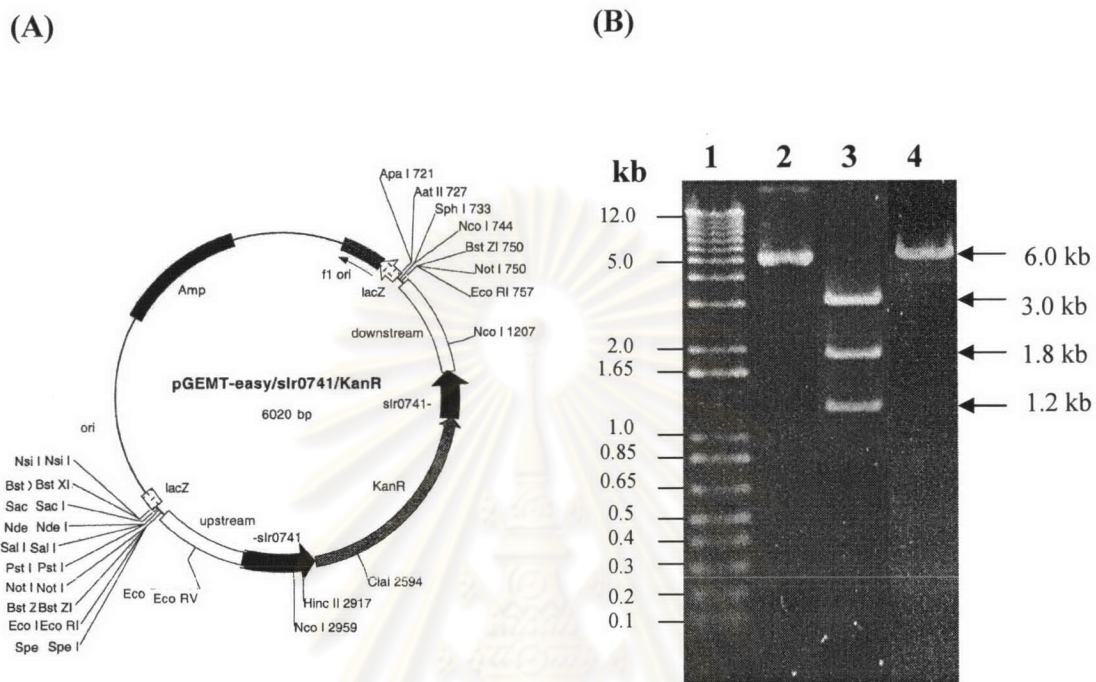 (A)
(B)
Apa I 721
Aat II 727
Sph I 733
Nco I 744
Bst ZI 750
Not I 750
Eco RI 757
f1 ori
lacZ
Amp
downstream
Nco I 1207
pGEMT-easy/slr0741/KanR
6020 bp
slr0741-
ori
KanR
lacZ
upstream
-slr0741
Nsi I Nsi I
Bst X Bst XI
Sac Sac I
Nde Nde I
Sal I Sal I
Pst I Pst I
Not I Not I
Bst Z Bst ZI
Eco I Eco RI
Spe Spe I
Eco Eco RV
Clai 2594
Hinc II 2917
Nco I 2959
kb
1 2 3 4
12.0
5.0
2.0
1.65
1.0
0.85
0.65
0.5
0.4
0.3
0.2
0.1
6.0 kb
3.0 kb
1.8 kb
1.2 kb